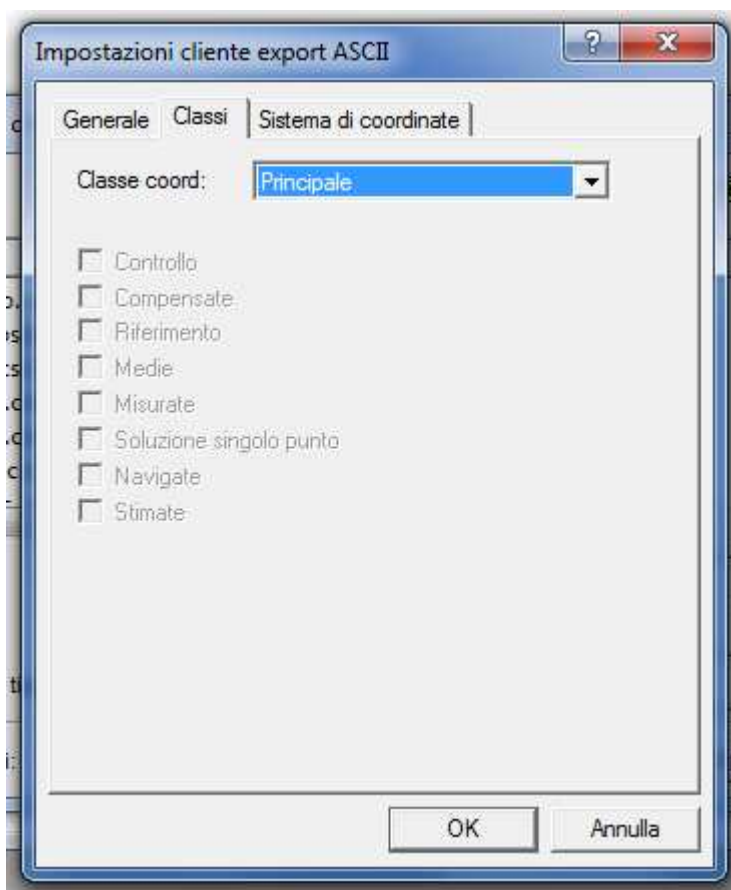 Impostazioni cliente export ASCII
?
Generale Classi Sistema di coordinate
Classe coord: Principale
Controllo
Compensate
Riferimento
Medie
Misurate
Soluzione singolo punto
Navigate
Stimate
OK Annulla